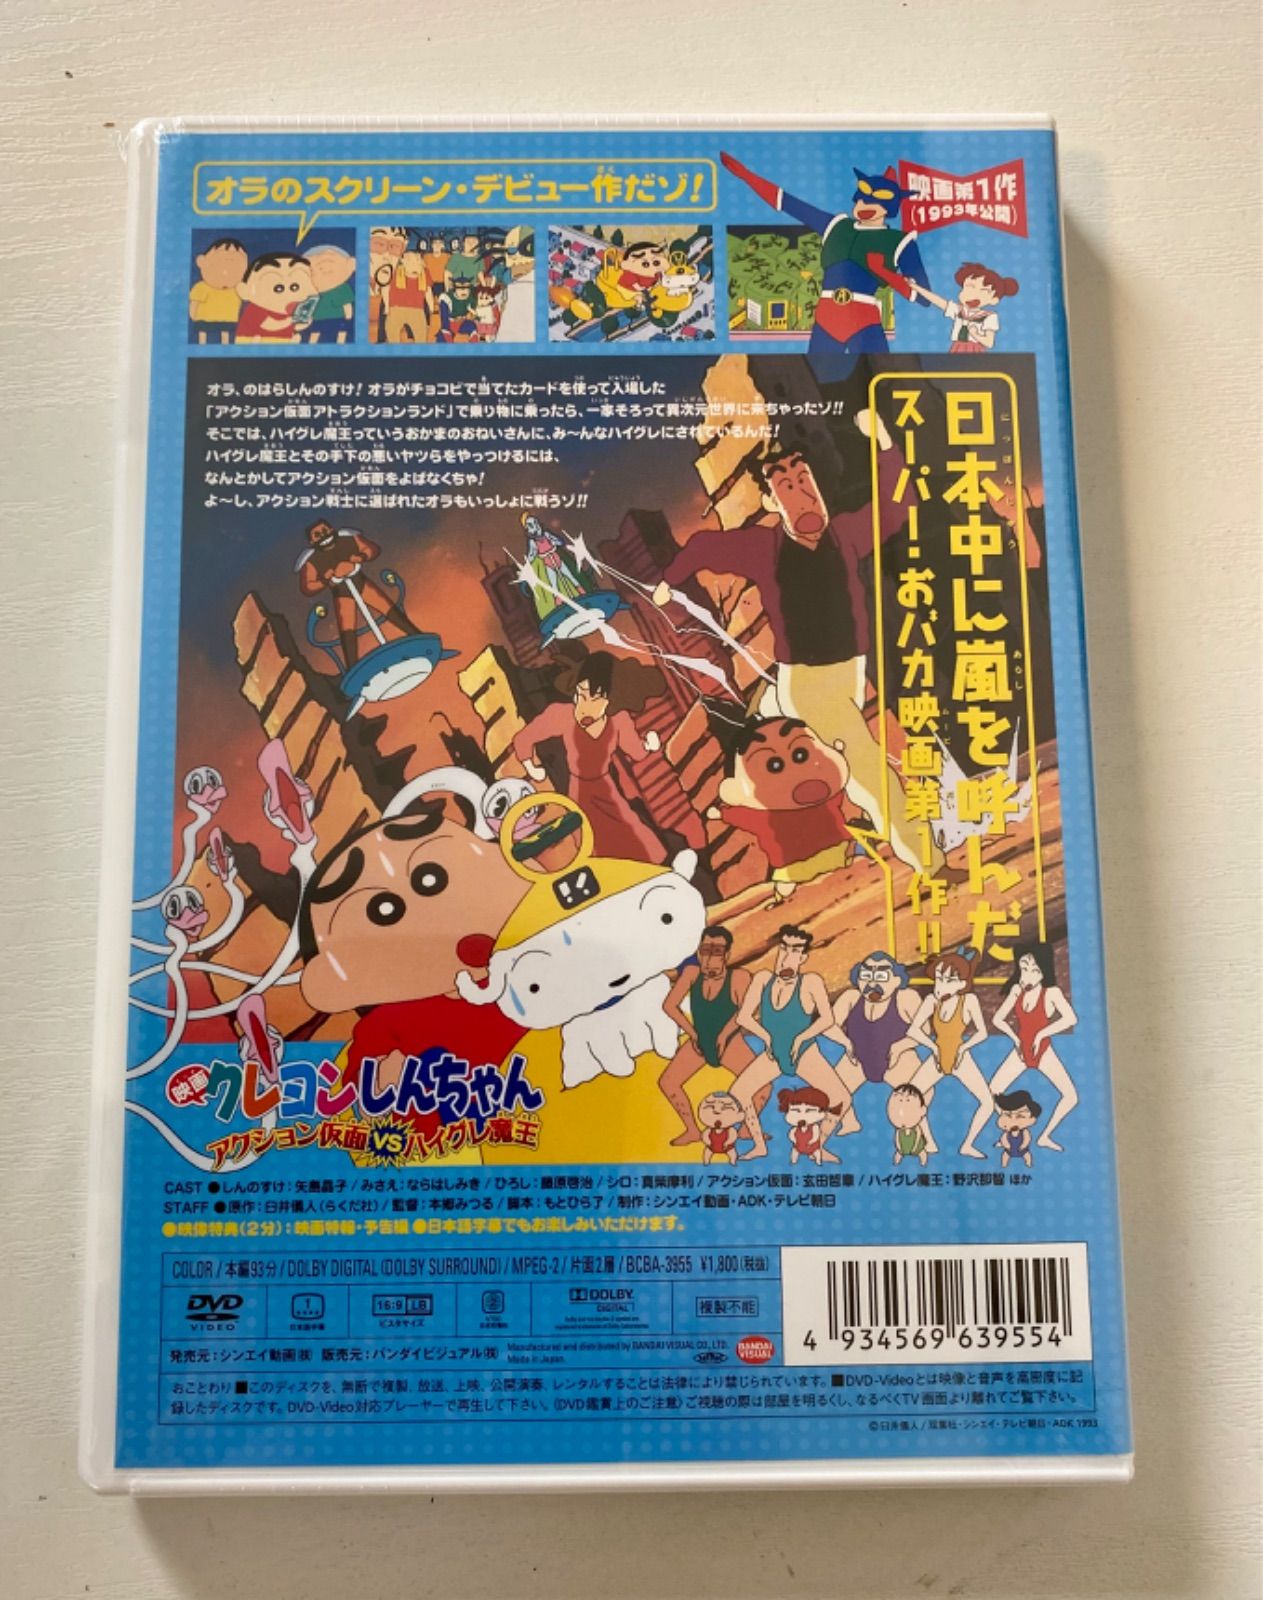 オラのスクリーン・デビュー作だゾ!
映画第1作
(1993年公開)
オラ、のはらしんのすけ! オラがチョコビで当てたカードを使って入場した
「アクション仮面アトラクションランド」で乗り物に乗ったら、一家そろって異次元世界に来ちゃったゾ!!
そこでは、ハイグレ魔王っていうおかまのおねいさんに、み〜んなハイグレにされているんだ!
ハイグレ魔王とその手下の悪いヤツらをやっつけるには、
なんとかしてアクション仮面をよばなくちゃ!
よ〜し、アクション戦士に選ばれたオラもいっしょに戦うゾ!!
日本中に嵐を呼んだ
スーパー・おバカ映画第1作!!
映画
クレヨンしんちゃん
アクション仮面VSハイグレ魔王
CAST ●しんのすけ:矢島晶子/みさえ:ならはしみき/ひろし:藤原啓治/シロ:真柴摩利/アクション仮面:玄田哲章/ハイグレ魔王:野沢那智 ほか
STAFF ●原作:臼井儀人(らくだ社)/監督:本郷みつる/脚本:もとひら了/制作:シンエイ動画・ADK・テレビ朝日
●映像特典(2分):映画特報・予告編 ●日本語字幕でもお楽しみいただけます。
COLOR/本編93分/DOLBY DIGITAL(DOLBY SURROUND)/MPEG-2/片面2層/BCBA-3955 ¥1,800(税抜)
DVD VIDEO
1 日本語字幕
16:9 LB ビスタサイズ
2 NTSC 日本市場向
DOLBY DIGITAL
複製不能
4 934569 639554
発売元:シンエイ動画㈱ 販売元:バンダイビジュアル㈱
Manufactured and distributed by BANDAI VISUAL CO., LTD.
Made in Japan.
BANDAI VISUAL
おことわり■このディスクを、無断で複製、放送、上映、公開演奏、レンタルすることは法律により禁じられています。■DVD-Videoとは映像と音声を高密度に記
録したディスクです。DVD-Video対応プレーヤーで再生して下さい。〈DVD鑑賞上のご注意〉ご視聴の際は部屋を明るくし、なるべくTV画面より離れてご覧下さい。
©臼井儀人/双葉社・シンエイ・テレビ朝日・ADK 1993